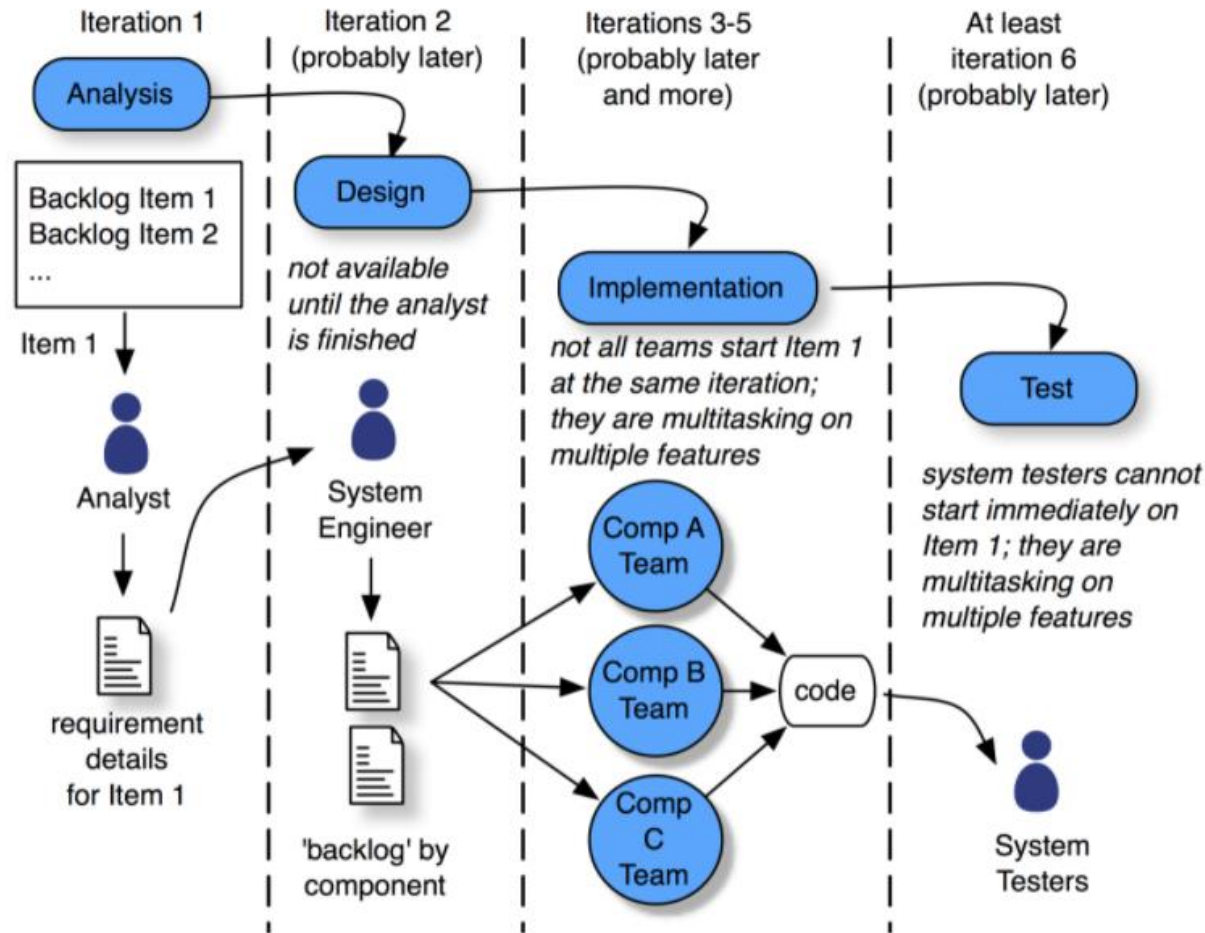 Iteration 1
Analysis
Backlog Item 1
Backlog Item 2
...
Item 1
Analyst
requirement
details
for Item 1
Iteration 2
(probably later)
Design
not available
until the analyst
is finished
System
Engineer
'backlog' by
component
Iterations 3-5
(probably later
and more)
Implementation
not all teams start Item 1
at the same iteration;
they are multitasking on
multiple features
Comp A
Team
Comp B
Team
Comp
C
Team
code
At least
iteration 6
(probably later)
Test
system testers cannot
start immediately on
Item 1; they are
multitasking on
multiple features
System
Testers